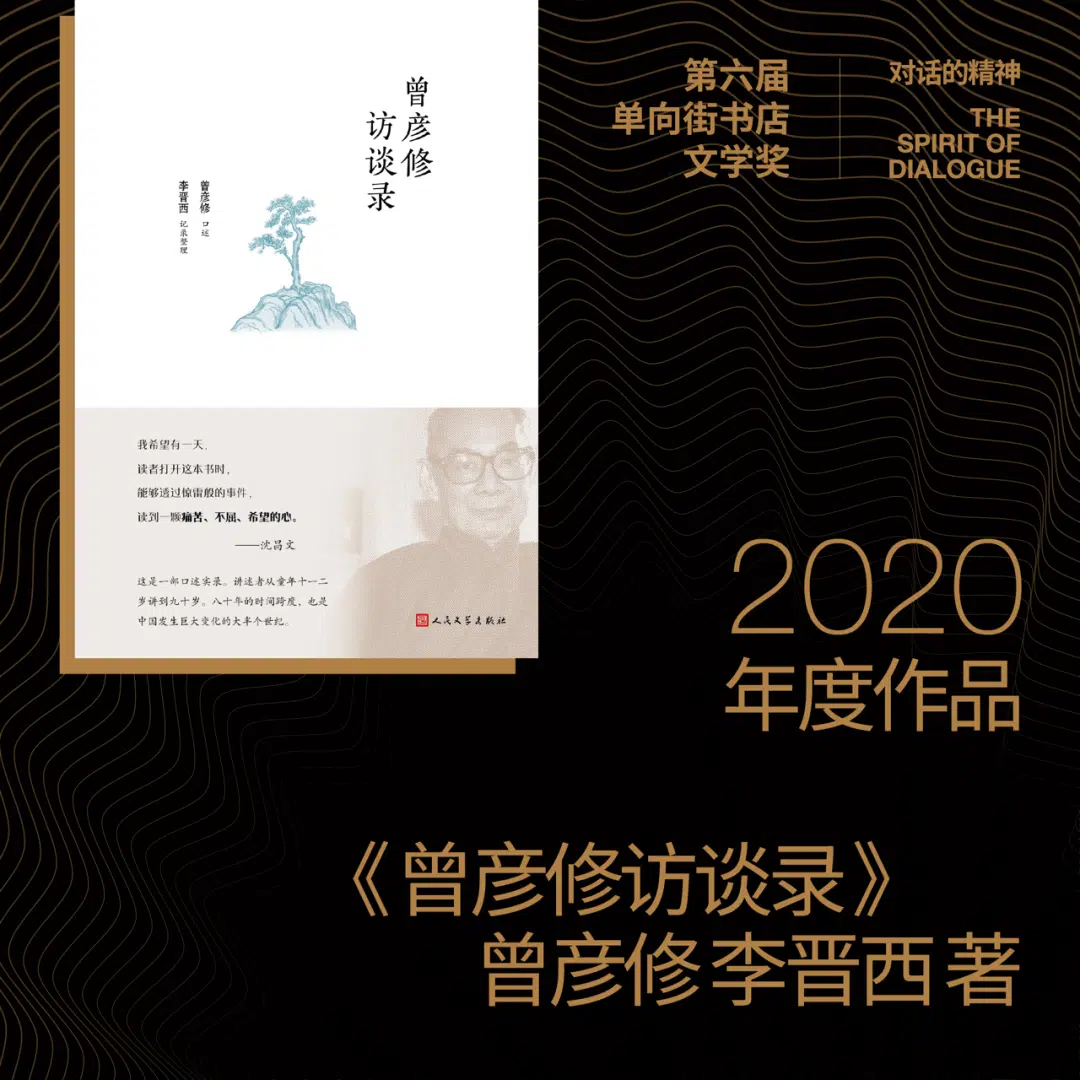 曾彦修
访谈录
曾彦修 口述
李晋西 记录整理
我希望有一天，
读者打开这本书时，
能够透过惊雷般的事件，
读到一颗痛苦、不屈、希望的心。
——沈昌文
这是一部口述实录。讲述者从童年十一二
岁讲到九十岁。八十年的时间跨度，也是
中国发生巨大变化的大半个世纪。
人民文学出版社
第六届
单向街书店
文学奖
对话的精神
THE
SPIRIT OF
DIALOGUE
2020
年度作品
《曾彦修访谈录》
曾彦修 李晋西 著